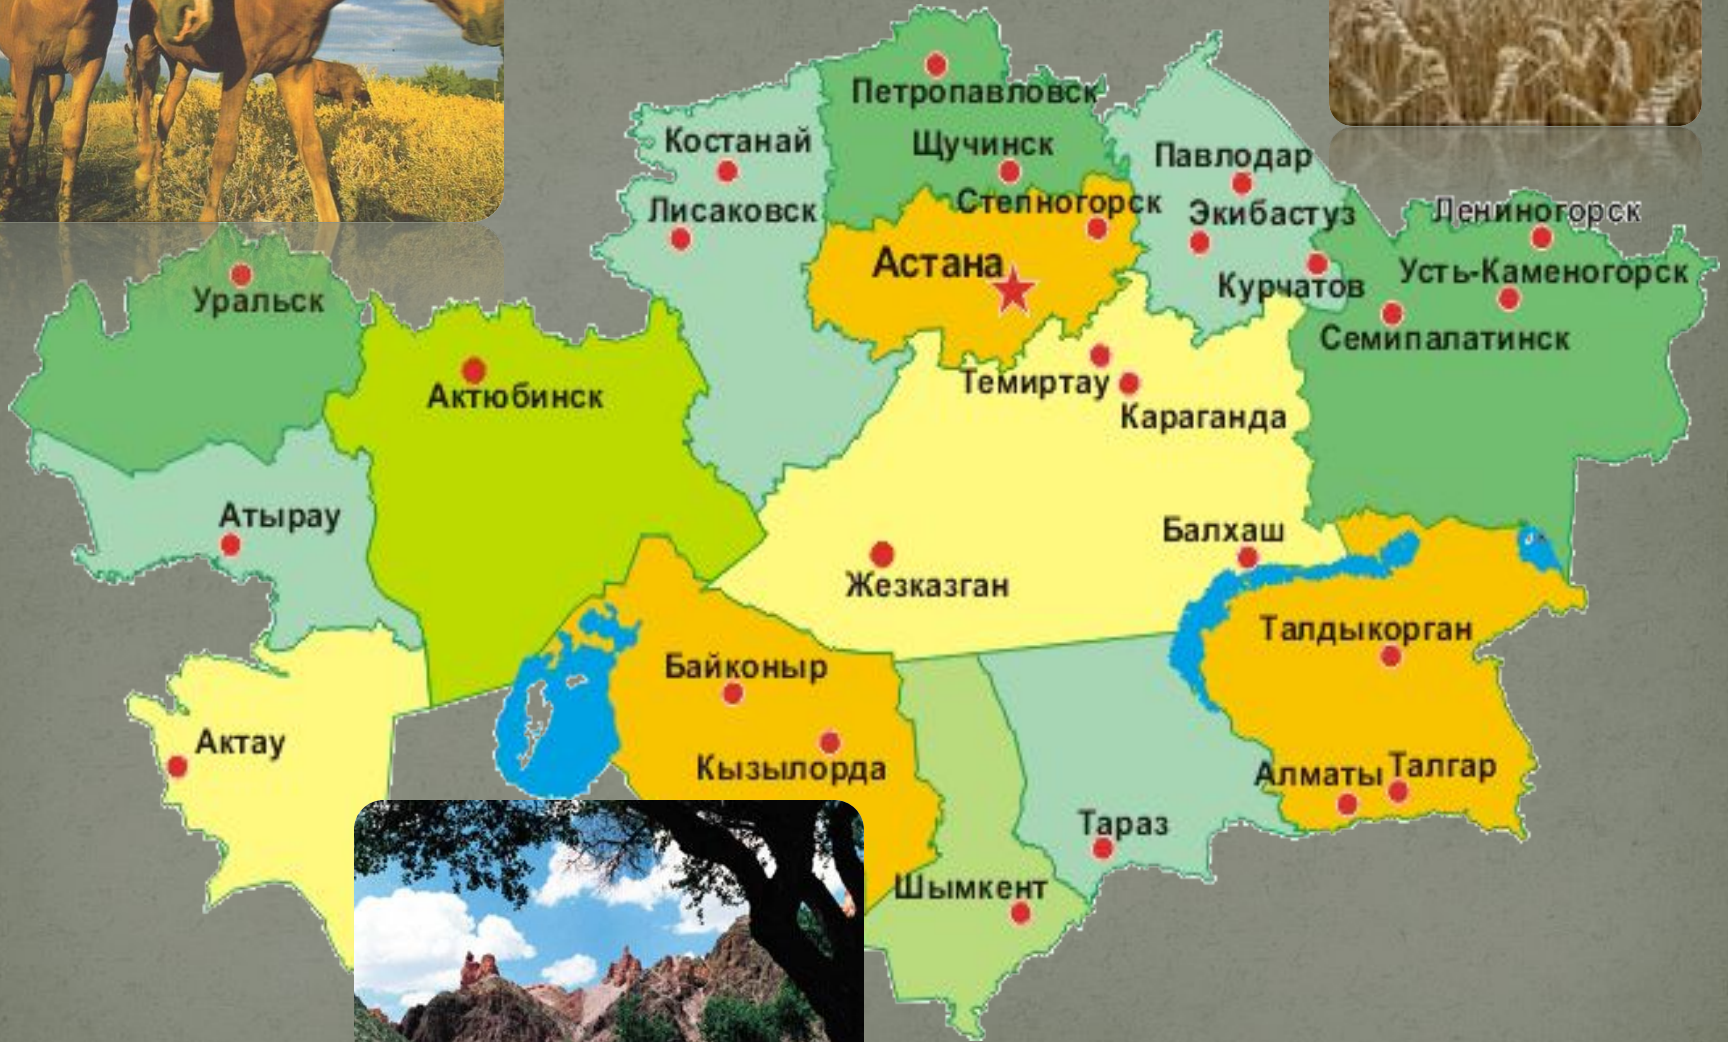 Петропавловск
Костанай
Щучинск
Павлодар
Лисаковск
Степногорск
Экибастуз
Лениногорск
Астана
Курчатов
Усть-Каменогорск
Уральск
Семипалатинск
Актюбинск
Темиртау
Караганда
Атырау
Балхаш
Жезказган
Талдыкорган
Байконыр
Актау
Кызылорда
Алматы
Талгар
Тараз
Шымкент